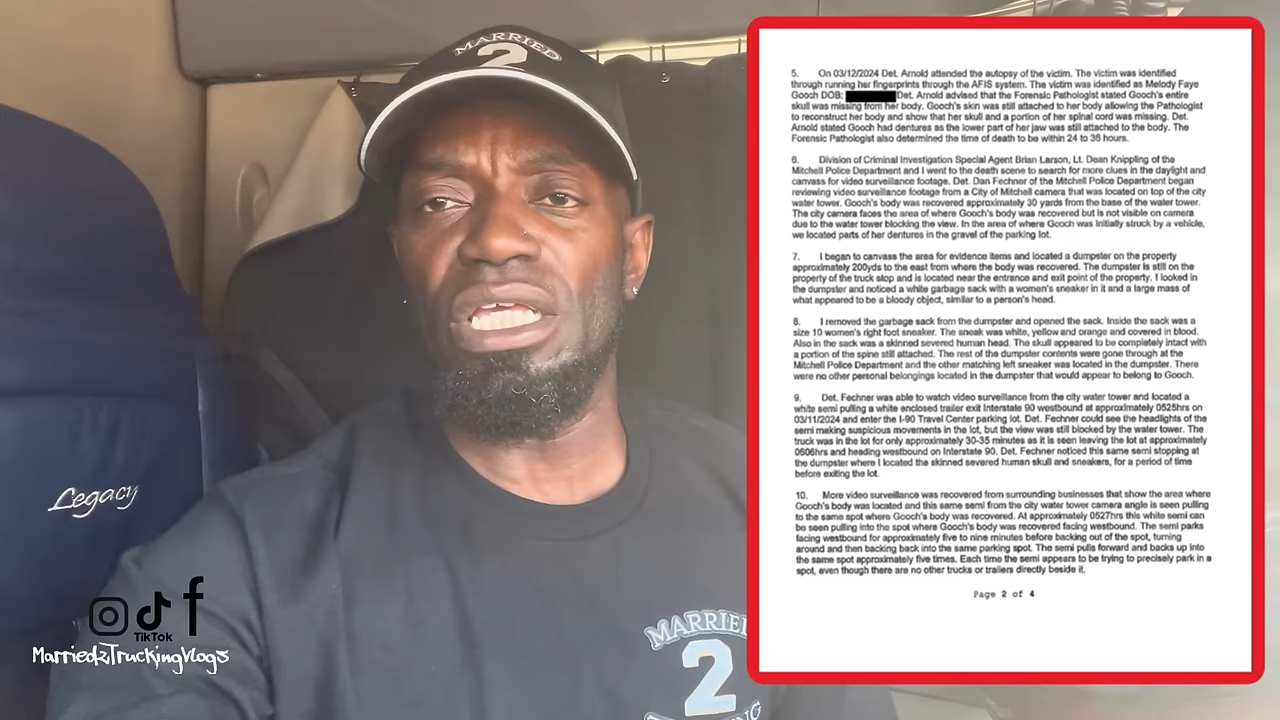 MARRIED
2
5. On 03/12/2024 Det. Arnold attended the autopsy of the victim. The victim was identified
through running her fingerprints through the AFIS system. The victim was identified as Melody Faye
Gooch DOB: Det. Arnold advised that the Forensic Pathologist stated Gooch's entire
skull was missing from her body. Gooch's skin was still attached to her body allowing the Pathologist
to reconstruct her body and show that her skull and a portion of her spinal cord was missing. Det.
Arnold stated Gooch had dentures as the lower part of her jaw was still attached to the body. The
Forensic Pathologist also determined the time of death to be within 24 to 36 hours.
6. Division of Criminal Investigation Special Agent Brian Larson, Lt. Dean Knippling of the
Mitchell Police Department and I went to the death scene to search for more clues in the daylight and
canvass for video surveillance footage. Det. Dan Fechner of the Mitchell Police Department began
reviewing video surveillance footage from a City of Mitchell camera that was located on top of the city
water tower. Gooch's body was recovered approximately 30 yards from the base of the water tower.
The city camera faces the area of where Gooch's body was recovered but is not visible on camera
due to the water tower blocking the view. In the area of where Gooch was initially struck by a vehicle,
we located parts of her dentures in the gravel of the parking lot.
7. I began to canvass the area for evidence items and located a dumpster on the property
approximately 200yds to the east from where the body was recovered. The dumpster is still on the
property of the truck stop and is located near the entrance and exit point of the property. I looked in
the dumpster and noticed a white garbage sack with a women's sneaker in it and a large mass of
what appeared to be a bloody object, similar to a person's head.
8. I removed the garbage sack from the dumpster and opened the sack. Inside the sack was a
size 10 women's right foot sneaker. The sneak was white, yellow and orange and covered in blood.
Also in the sack was a skinned severed human head. The skull appeared to be completely intact with
a portion of the spine still attached. The rest of the dumpster contents were gone through at the
Mitchell Police Department and the other matching left sneaker was located in the dumpster. There
were no other personal belongings located in the dumpster that would appear to belong to Gooch.
9. Det. Fechner was able to watch video surveillance from the city water tower and located a
white semi pulling a white enclosed trailer exit Interstate 90 westbound at approximately 0525hrs on
03/11/2024 and enter the I-90 Travel Center parking lot. Det. Fechner could see the headlights of the
semi making suspicious movements in the lot, but the view was still blocked by the water tower. The
truck was in the lot for only approximately 30-35 minutes as it is seen leaving the lot at approximately
0606hrs and heading westbound on Interstate 90. Det. Fechner noticed this same semi stopping at
the dumpster where I located the skinned severed human skull and sneakers, for a period of time
before exiting the lot.
10. More video surveillance was recovered from surrounding businesses that show the area where
Gooch's body was located and this same semi from the city water tower camera angle is seen pulling
to the same spot where Gooch's body was recovered. At approximately 0527hrs this white semi can
be seen pulling into the spot where Gooch's body was recovered facing westbound. The semi parks
facing westbound for approximately five to nine minutes before backing out of the spot, turning
around and then backing back into the same parking spot. The semi pulls forward and backs up into
the same spot approximately five times. Each time the semi appears to be trying to precisely park in a
spot, even though there are no other trucks or trailers directly beside it.
Page 2 of 4
Legacy
TikTok
Married2TruckingVlogs
MARRIED
2